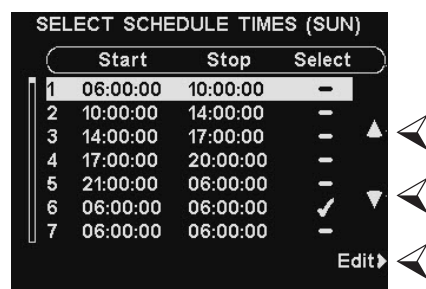 SELECT SCHEDULE TIMES (SUN)
Start Stop Select
1 06:00:00 10:00:00 -
2 10:00:00 14:00:00 -
3 14:00:00 17:00:00 -
4 17:00:00 20:00:00 -
5 21:00:00 06:00:00 -
6 06:00:00 06:00:00 ✓
7 06:00:00 06:00:00 -
Edit